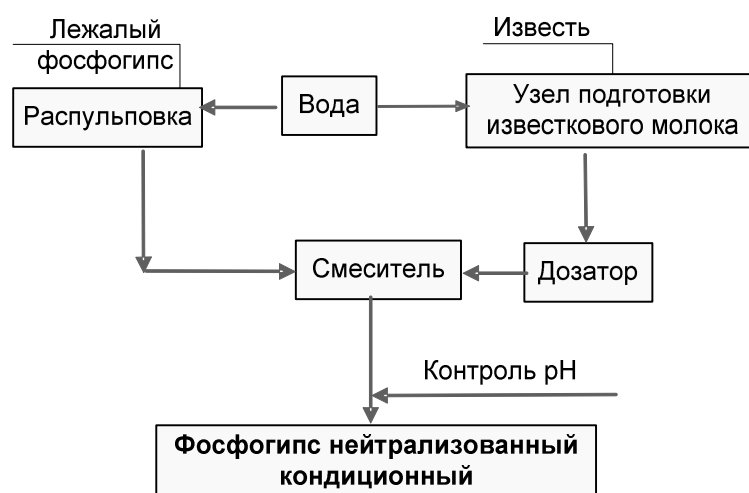 Лежалый
фосфогипс
Известь
Распульповка
Вода
Узел подготовки
известкового молока
Смеситель
Дозатор
Контроль pH
Фосфогипс нейтрализованный
кондиционный